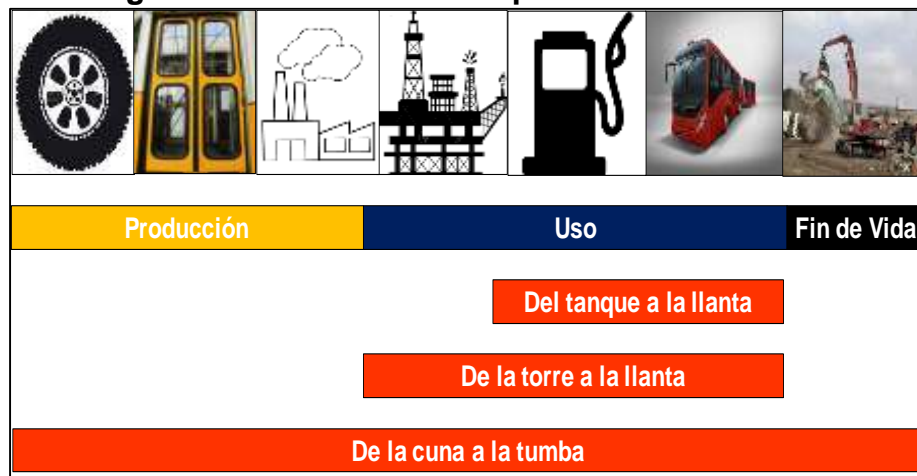 Producción
Uso
Fin de Vida
Del tanque a la llanta
De la torre a la llanta
De la cuna a la tumba